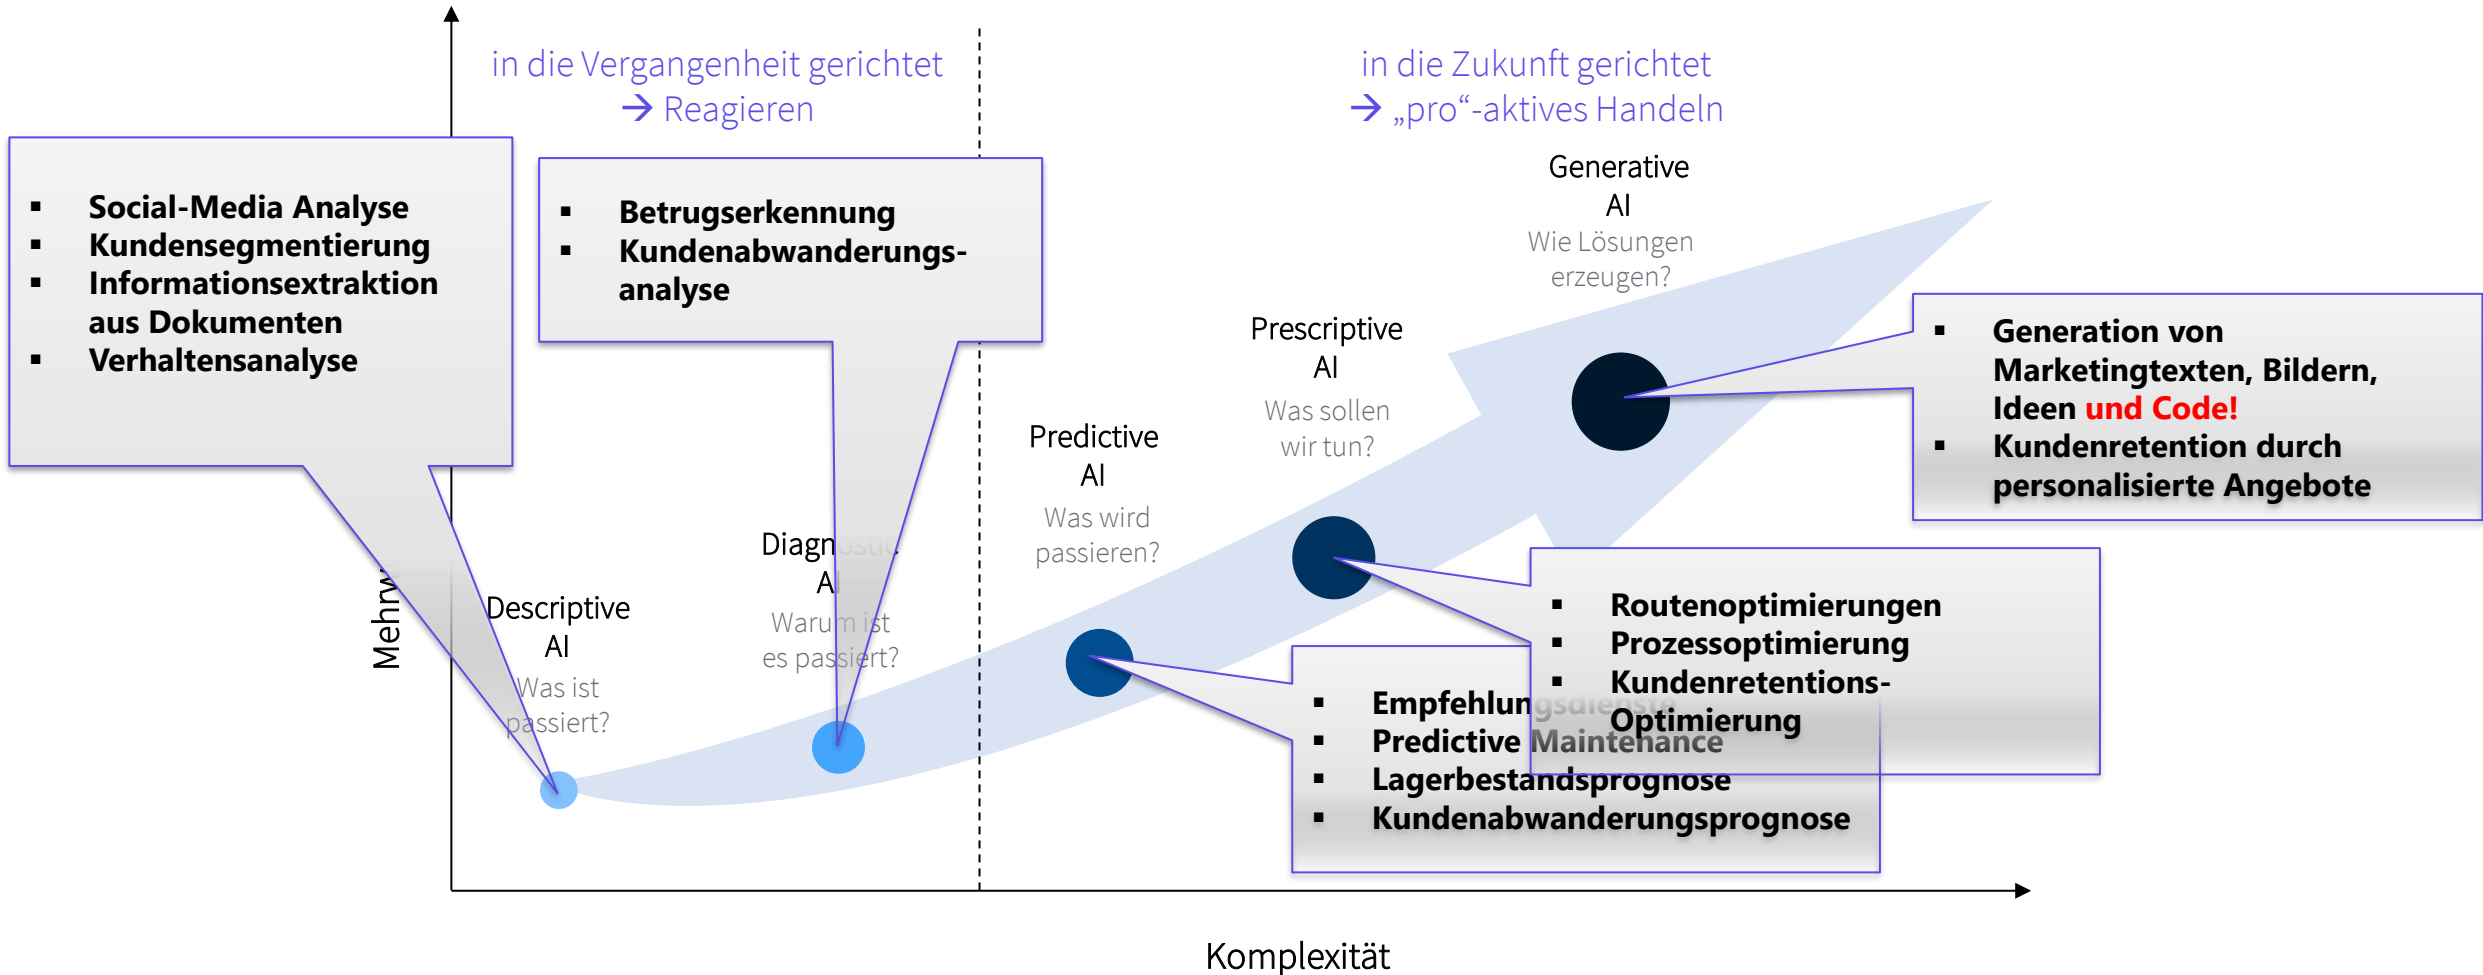 in die Vergangenheit gerichtet
→ Reagieren
in die Zukunft gerichtet
→ „pro“-aktives Handeln
▪ Social-Media Analyse
▪ Kundensegmentierung
▪ Informationsextraktion
aus Dokumenten
▪ Verhaltensanalyse
▪ Betrugserkennung
▪ Kundenabwanderungs-
analyse
Generative
AI
Wie Lösungen
erzeugen?
▪ Generation von
Marketingtexten, Bildern,
Ideen und Code!
▪ Kundenretention durch
personalisierte Angebote
Prescriptive
AI
Was sollen
wir tun?
Predictive
AI
Was wird
passieren?
Diagnostic
AI
Warum ist
es passiert?
Descriptive
AI
Was ist
passiert?
▪ Routenoptimierungen
▪ Prozessoptimierung
▪ Kundenretentions-
Optimierung
▪ Empfehlungsdienste
▪ Predictive Maintenance
▪ Lagerbestandsprognose
▪ Kundenabwanderungsprognose
Komplexität